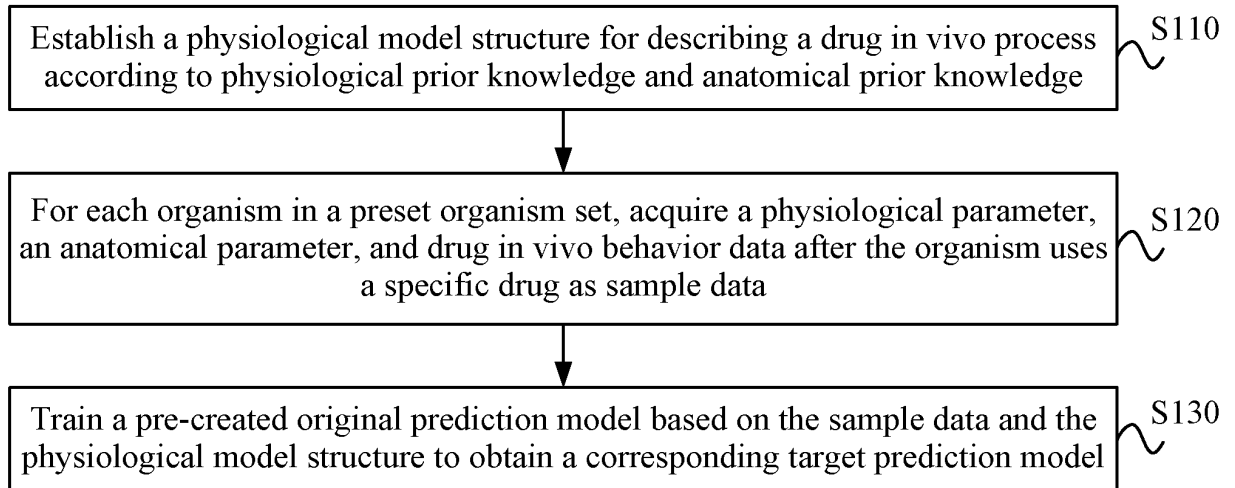 Establish a physiological model structure for describing a drug in vivo process
according to physiological prior knowledge and anatomical prior knowledge
S110
For each organism in a preset organism set, acquire a physiological parameter,
an anatomical parameter, and drug in vivo behavior data after the organism uses
a specific drug as sample data
S120
Train a pre-created original prediction model based on the sample data and the
physiological model structure to obtain a corresponding target prediction model
S130